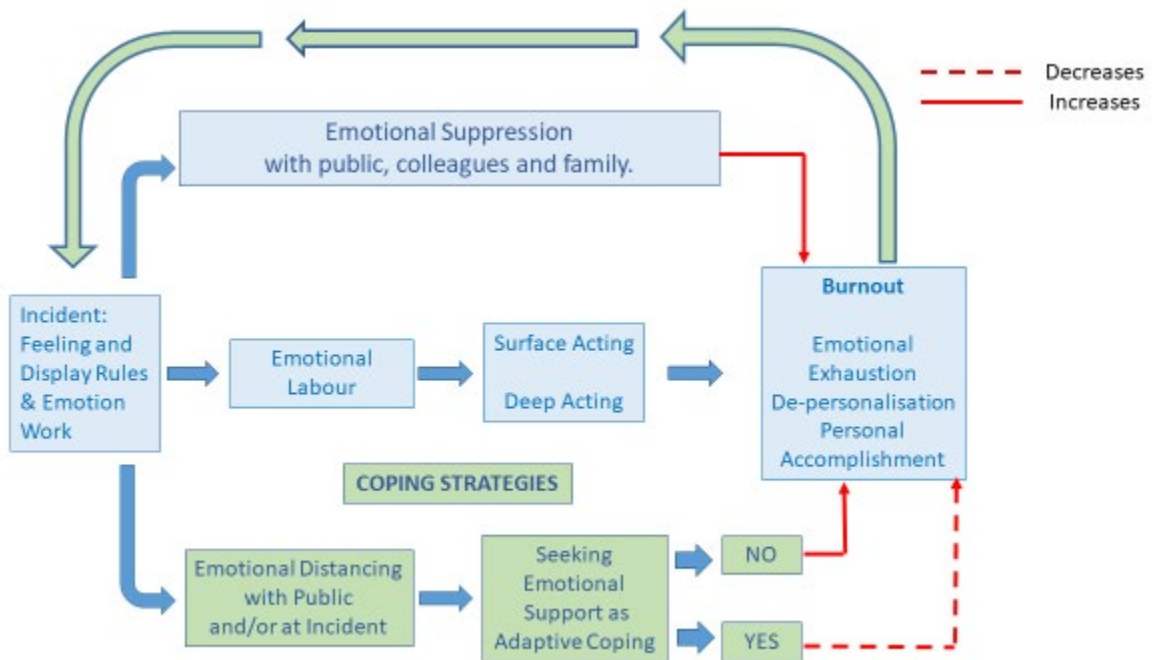 Decreases
Increases
Emotional Suppression
with public, colleagues and family.
Incident:
Feeling and
Display Rules
& Emotion
Work
Emotional
Labour
Surface Acting
Deep Acting
Burnout
Emotional
Exhaustion
De-personalisation
Personal
Accomplishment
COPING STRATEGIES
Emotional Distancing
with Public
and/or at Incident
Seeking
Emotional
Support as
Adaptive Coping
NO
YES